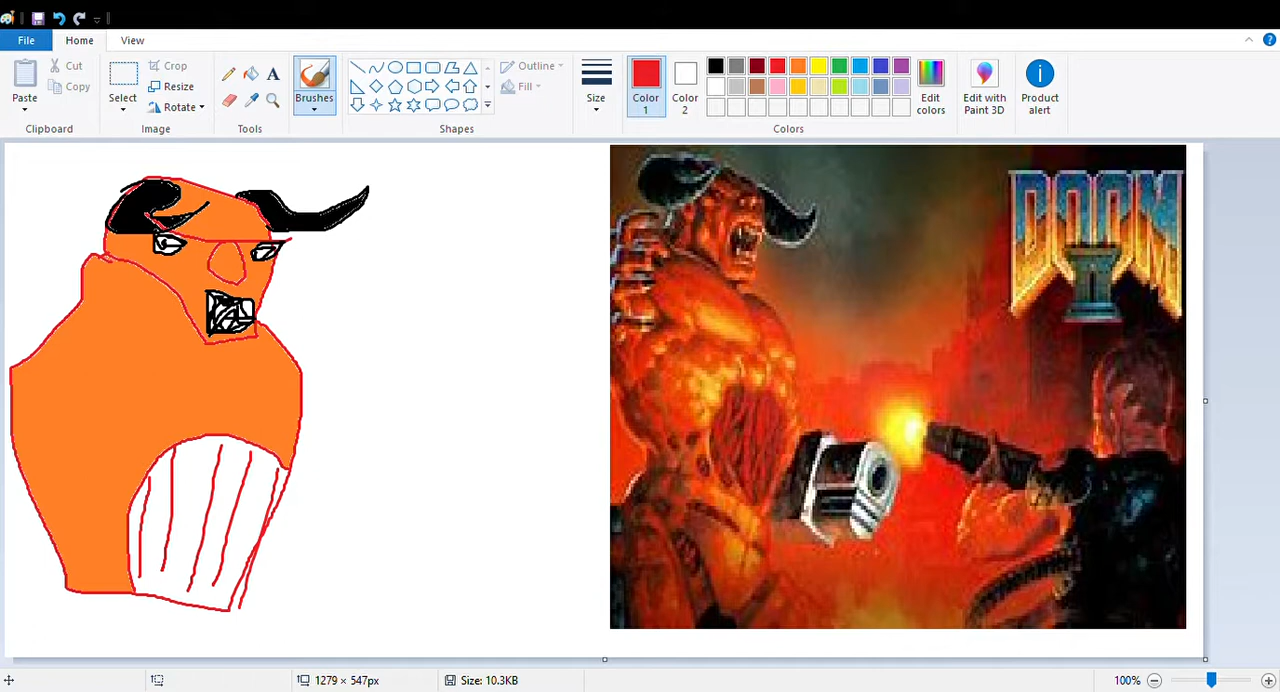 File
Home
View
Paste
Cut
Copy
Clipboard
Select
Crop
Resize
Rotate
Image
A
Tools
Brushes
Shapes
Outline
Fill
Size
Color
1
Color
2
Colors
Edit
colors
Edit with
Paint 3D
Product
alert
DOOM
II
1279 × 547px
Size: 10.3KB
100%